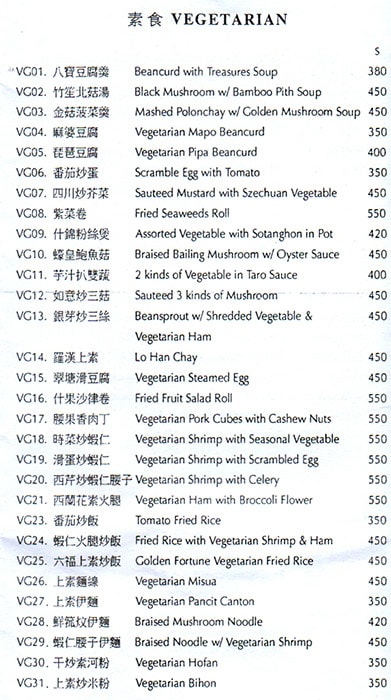 素食 VEGETARIAN
S
VG01. 八寶豆腐羹 Beancurd with Treasures Soup 380
VG02. 竹笙北菇湯 Black Mushroom w/ Bamboo Pith Soup 450
VG03. 金菇菠菜羹 Mashed Polonchay w/ Golden Mushroom Soup 450
VG04. 麻婆豆腐 Vegetarian Mapo Beancurd 350
VG05. 琵琶豆腐 Vegetarian Pipa Beancurd 400
VG06. 番茄炒蛋 Scramble Egg with Tomato 350
VG07. 四川炒芥菜 Sauteed Mustard with Szechuan Vegetable 450
VG08. 紫菜卷 Fried Seaweeds Roll 550
VG09. 什錦粉絲煲 Assorted Vegetable with Sotanghon in Pot 420
VG10. 蠔皇鮑魚菇 Braised Bailing Mushroom w/ Oyster Sauce 450
VG11. 芋汁扒雙蔬 2 kinds of Vegetable in Taro Sauce 400
VG12. 如意炒三菇 Sauteed 3 kinds of Mushroom 450
VG13. 銀芽炒三絲 Beansprout w/ Shredded Vegetable & 450
Vegetarian Ham
VG14. 羅漢上素 Lo Han Chay 450
VG15. 翠塘滑豆腐 Vegetarian Steamed Egg 450
VG16. 什果沙律卷 Fried Fruit Salad Roll 550
VG17. 腰果香肉丁 Vegetarian Pork Cubes with Cashew Nuts 550
VG18. 時菜炒蝦仁 Vegetarian Shrimp with Seasonal Vegetable 550
VG19. 滑蛋炒蝦仁 Vegetarian Shrimp with Scrambled Egg 550
VG20. 西芹炒蝦仁腰子 Vegetarian Shrimp with Celery 550
VG21. 西蘭花素火腿 Vegetarian Ham with Broccoli Flower 550
VG23. 番茄炒飯 Tomato Fried Rice 350
VG24. 蝦仁火腿炒飯 Fried Rice with Vegetarian Shrimp & Ham 450
VG25. 六福上素炒飯 Golden Fortune Vegetarian Fried Rice 450
VG26. 上素麵線 Vegetarian Misua 450
VG27. 上素伊麵 Vegetarian Pancit Canton 350
VG28. 鮮菰炆伊麵 Braised Mushroom Noodle 420
VG29. 蝦仁腰子伊麵 Braised Noodle w/ Vegetarian Shrimp 450
VG30. 干炒素河粉 Vegetarian Hofan 350
VG31. 上素炒米粉 Vegetarian Bihon 350